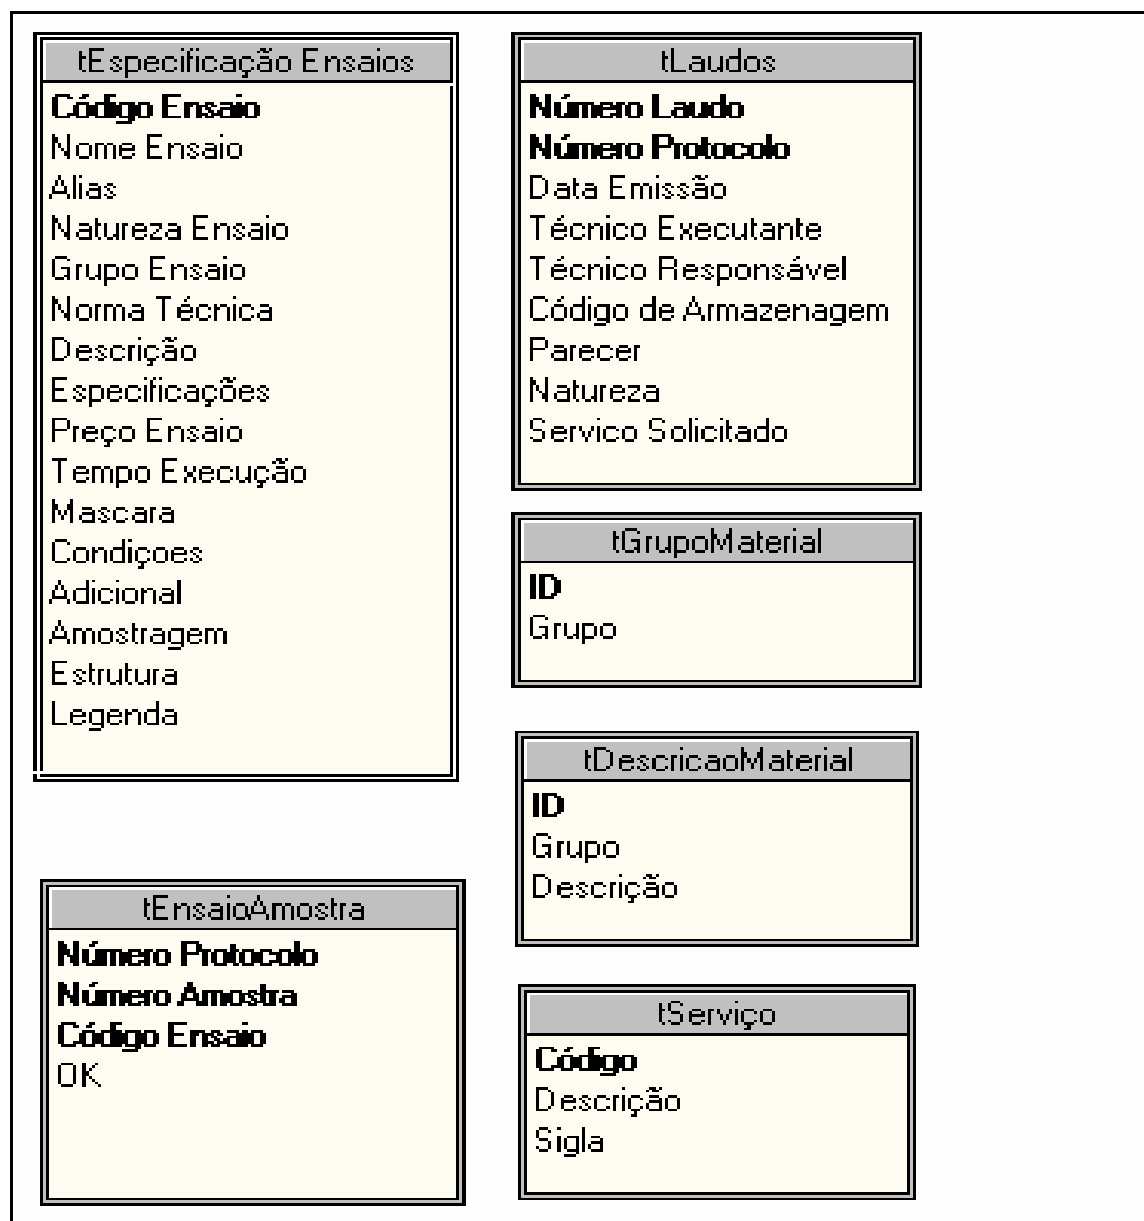 tEspecificação Ensaios
Código Ensaio
Nome Ensaio
Alias
Natureza Ensaio
Grupo Ensaio
Norma Técnica
Descrição
Especificações
Preço Ensaio
Tempo Execução
Mascara
Condiçoes
Adicional
Amostragem
Estrutura
Legenda
tEnsaioAmostra
Número Protocolo
Número Amostra
Código Ensaio
OK
tLaudos
Número Laudo
Número Protocolo
Data Emissão
Técnico Executante
Técnico Responsável
Código de Armazenagem
Parecer
Natureza
Servico Solicitado
tGrupoMaterial
ID
Grupo
tDescricaoMaterial
ID
Grupo
Descrição
tServiço
Código
Descrição
Sigla